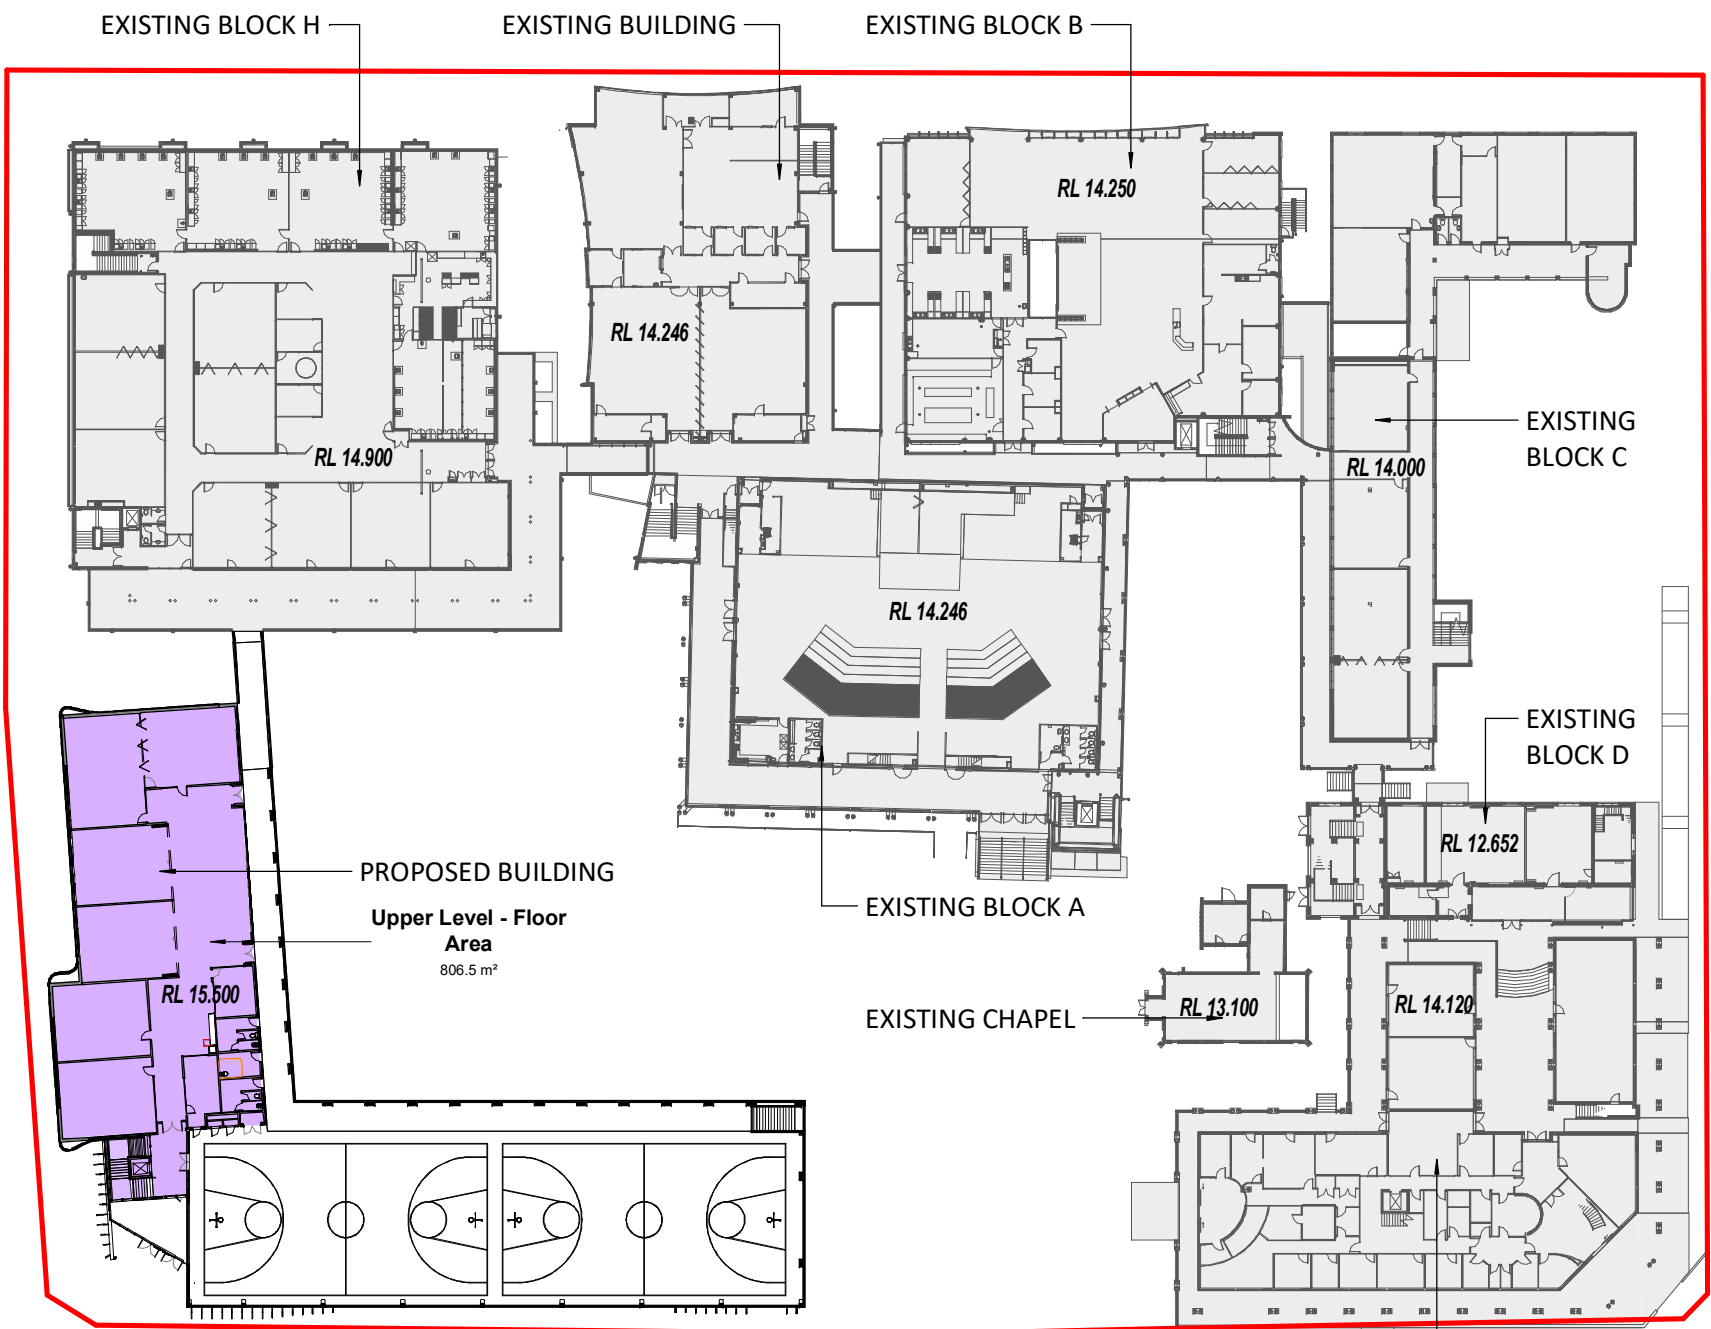 EXISTING BLOCK H
EXISTING BUILDING
EXISTING BLOCK B
RL 14.250
RL 14.246
EXISTING
BLOCK C
RL 14.900
RL 14.000
RL 14.246
EXISTING
BLOCK D
RL 12.652
PROPOSED BUILDING
EXISTING BLOCK A
Upper Level - Floor
Area
806.5 m²
RL 15.500
RL 14.120
RL 13.100
EXISTING CHAPEL